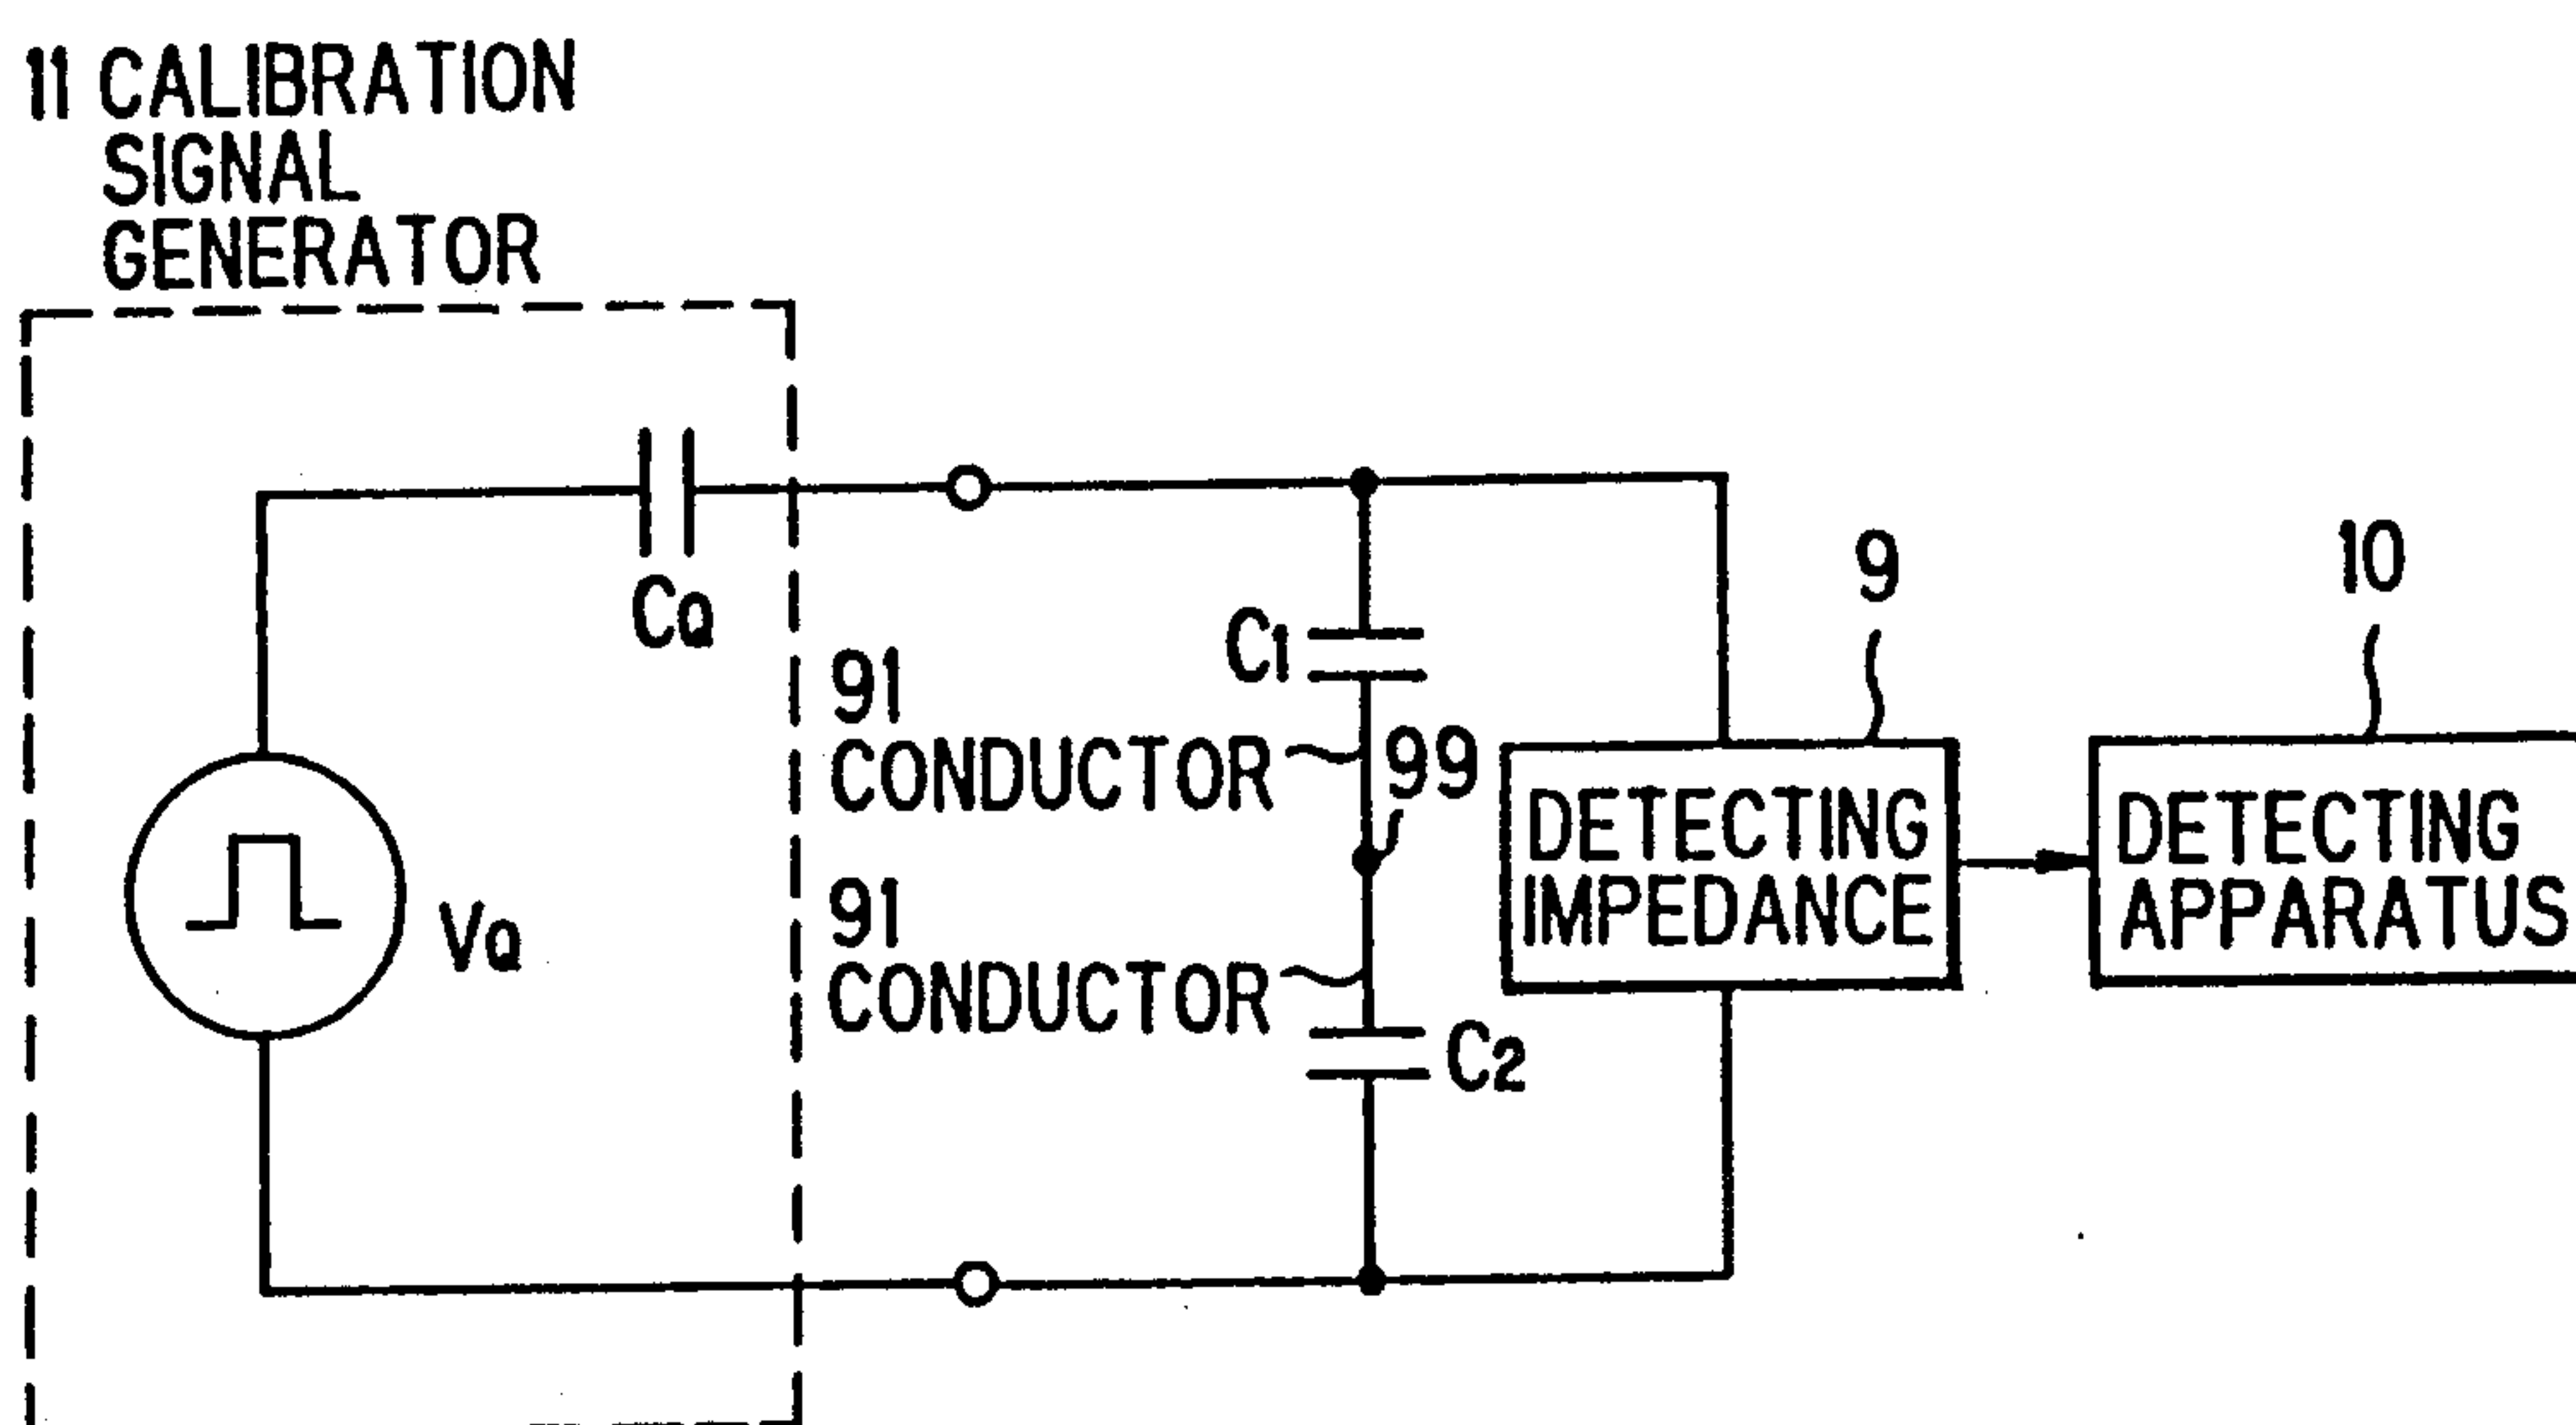 11 CALIBRATION
SIGNAL
GENERATOR
CQ
VQ
C1
91
CONDUCTOR
99
91
CONDUCTOR
C2
9
DETECTING
IMPEDANCE
10
DETECTING
APPARATUS